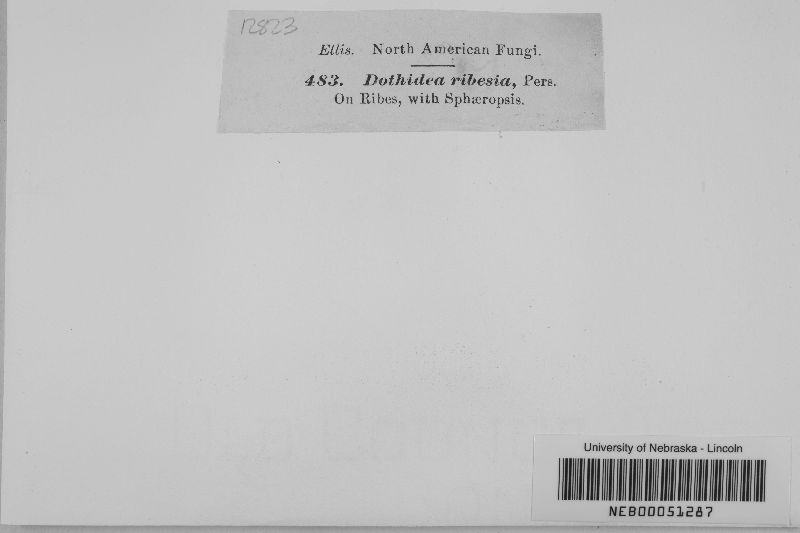 12823
Ellis. North American Fungi.
483. Dothidea ribesia, Pers.
On Ribes, with Sphæropsis.
University of Nebraska - Lincoln
NEB00051287